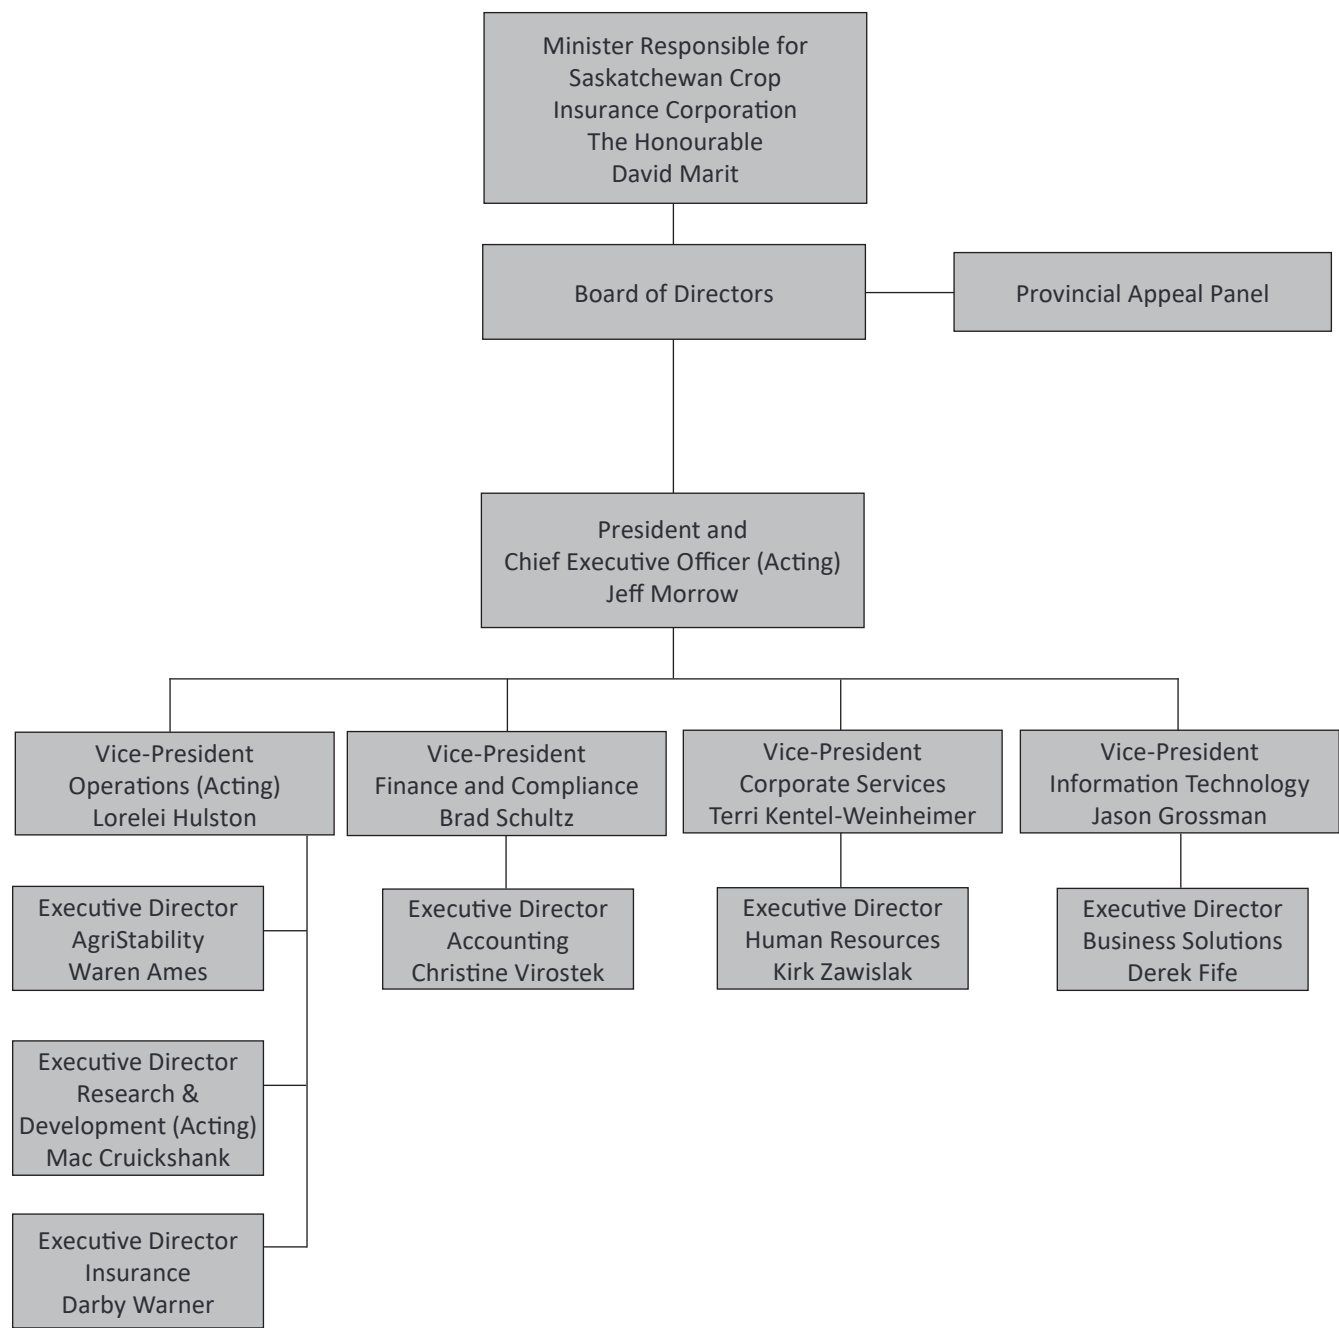 Minister Responsible for
Saskatchewan Crop
Insurance Corporation
The Honourable
David Marit
Board of Directors
Provincial Appeal Panel
President and
Chief Executive Officer (Acting)
Jeff Morrow
Vice-President
Operations (Acting)
Lorelei Hulston
Vice-President
Finance and Compliance
Brad Schultz
Vice-President
Corporate Services
Terri Kentel-Weinheimer
Vice-President
Information Technology
Jason Grossman
Executive Director
AgriStability
Waren Ames
Executive Director
Accounting
Christine Virostek
Executive Director
Human Resources
Kirk Zawislak
Executive Director
Business Solutions
Derek Fife
Executive Director
Research &
Development (Acting)
Mac Cruickshank
Executive Director
Insurance
Darby Warner